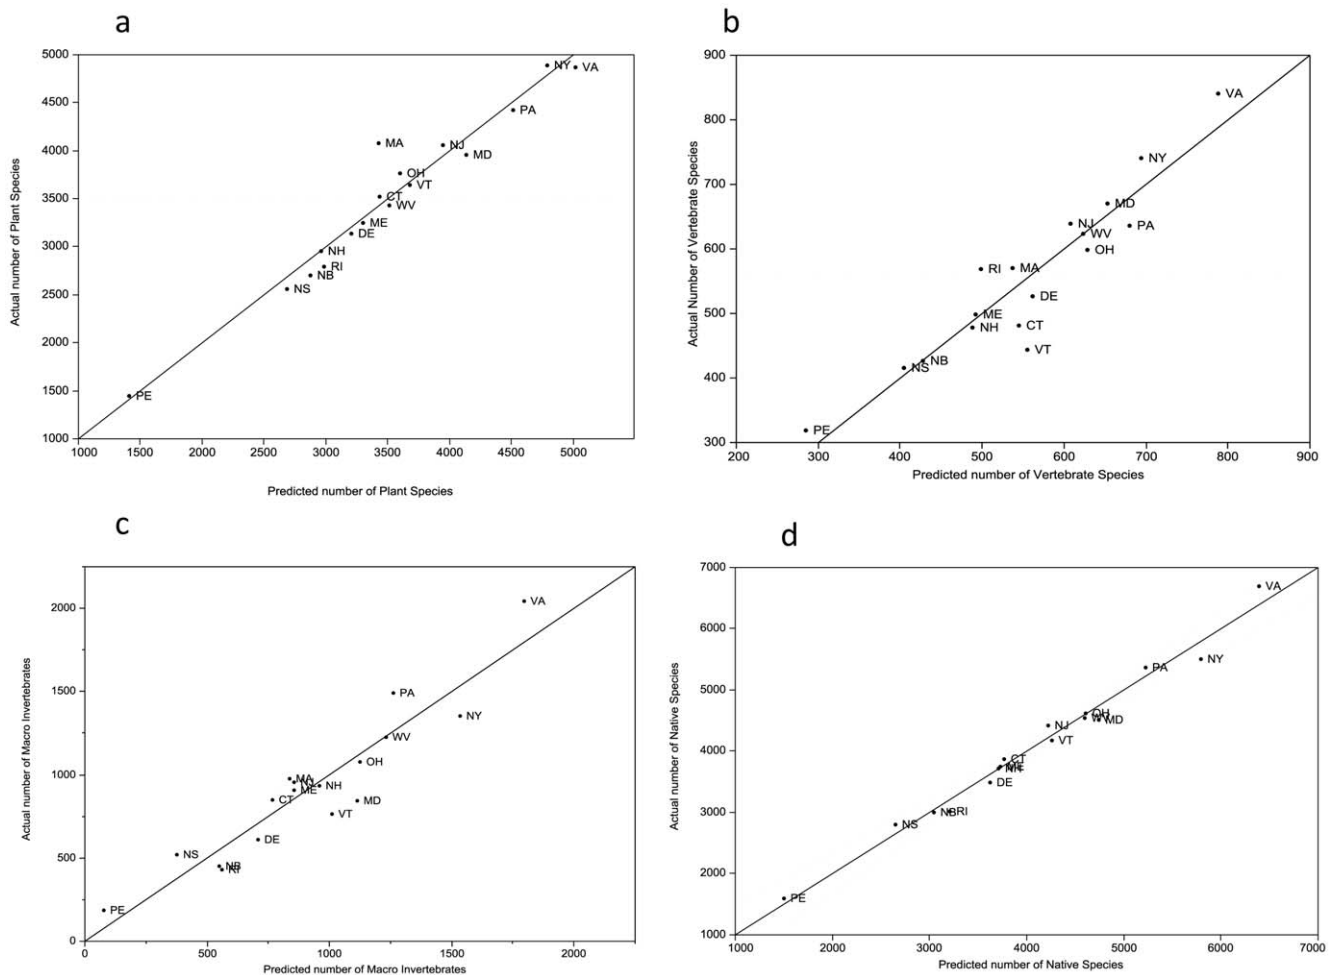 a
5000
4500
4000
3500
3000
2500
2000
1500
1000
Actual number of Plant Species
NY
VA
PA
MA
NJ
MD
OH
VT
CT
WV
ME
DE
NH
RI
NB
NS
PE
1000 1500 2000 2500 3000 3500 4000 4500 5000
Predicted number of Plant Species
b
900
800
700
600
500
400
300
Actual Number of Vertebrate Species
VA
NY
MD
NJ
PA
WV
OH
RI
MA
DE
ME
CT
NH
VT
NB
NS
PE
200 300 400 500 600 700 800 900
Predicted number of Vertebrate Species
c
2000
1500
1000
500
0
Actual number of Macro Invertebrates
VA
PA
NY
WV
OH
MA
NJ
NH
ME
CT
MD
VT
DE
NS
NB
RI
PE
0 500 1000 1500 2000
Predicted number of Macro Invertebrates
d
7000
6000
5000
4000
3000
2000
1000
Actual number of Native Species
VA
NY
PA
OH
WV
MD
NJ
VT
CT
NH
DE
NB
RI
NS
PE
1000 2000 3000 4000 5000 6000 7000
Predicted number of Native Species